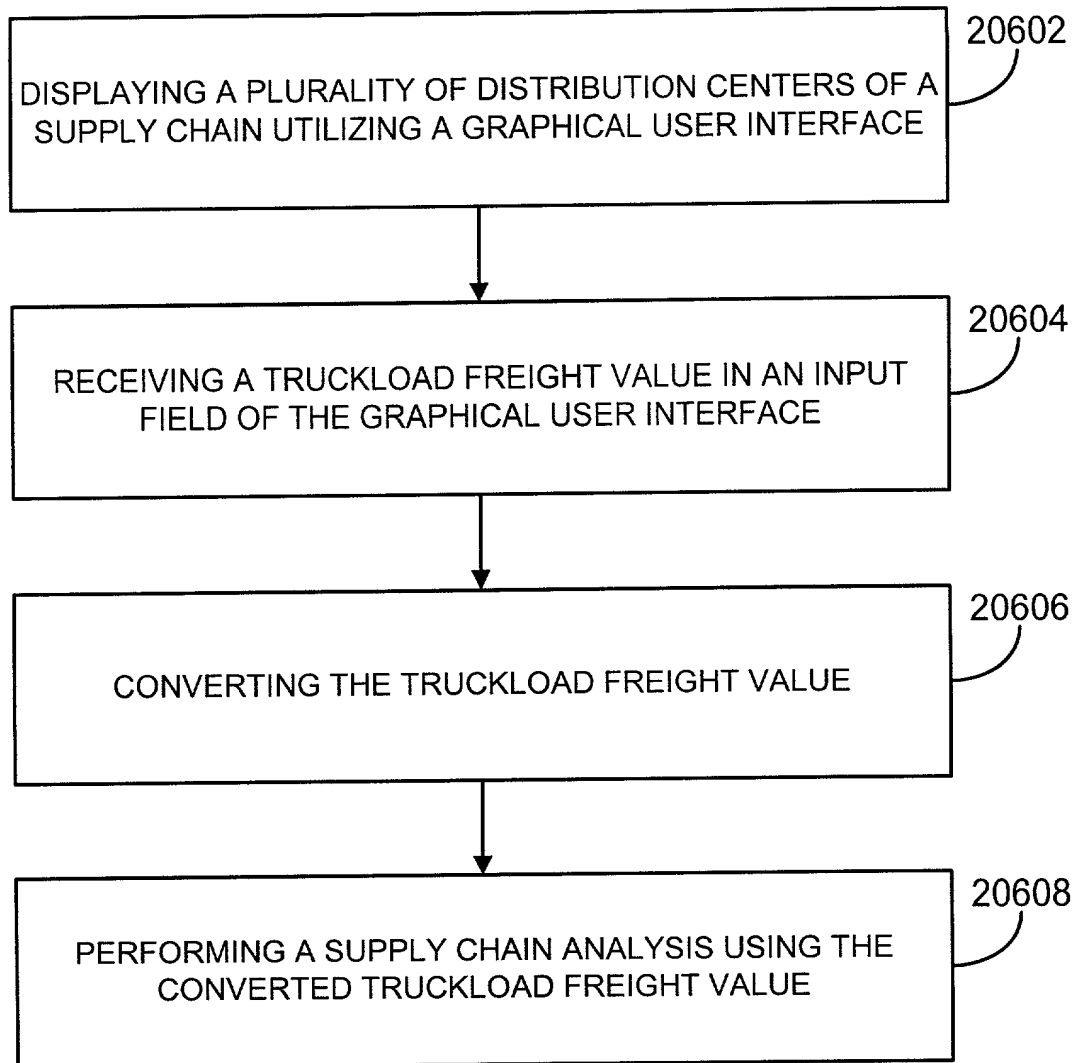 20602
DISPLAYING A PLURALITY OF DISTRIBUTION CENTERS OF A
SUPPLY CHAIN UTILIZING A GRAPHICAL USER INTERFACE
20604
RECEIVING A TRUCKLOAD FREIGHT VALUE IN AN INPUT
FIELD OF THE GRAPHICAL USER INTERFACE
20606
CONVERTING THE TRUCKLOAD FREIGHT VALUE
20608
PERFORMING A SUPPLY CHAIN ANALYSIS USING THE
CONVERTED TRUCKLOAD FREIGHT VALUE